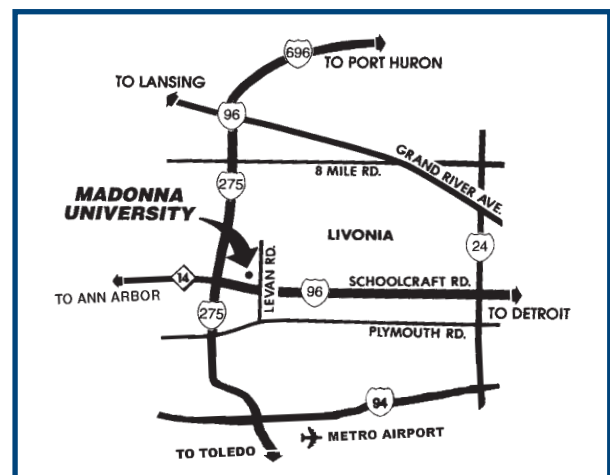 696
TO PORT HURON
TO LANSING
96
GRAND RIVER AVE.
8 MILE RD.
275
MADONNA
UNIVERSITY
LIVONIA
24
LEVAN RD.
14
SCHOOLCRAFT RD.
96
TO ANN ARBOR
275
TO DETROIT
PLYMOUTH RD.
94
METRO AIRPORT
TO TOLEDO